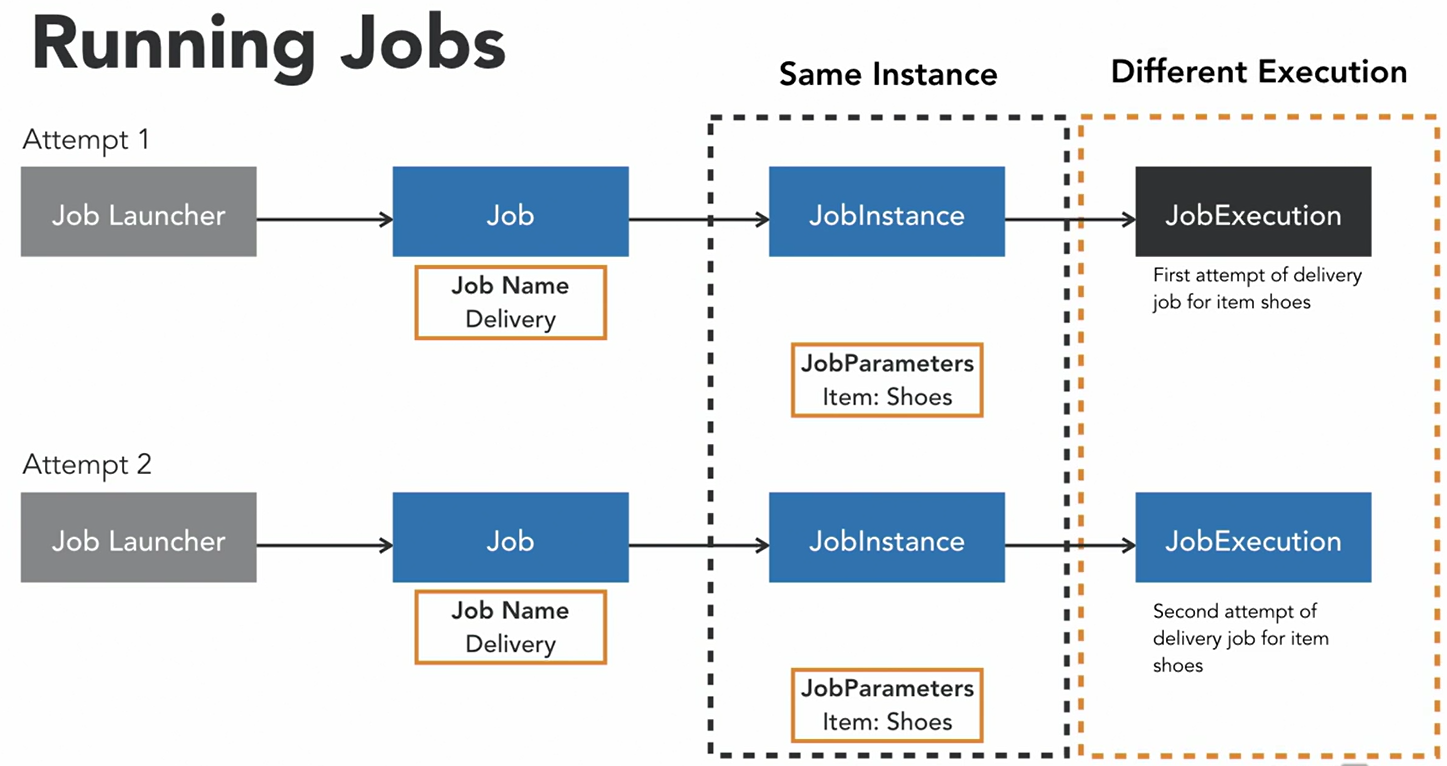 Running Jobs
Same Instance
Different Execution
Attempt 1
Job Launcher
Job
JobInstance
JobExecution
Job Name
Delivery
First attempt of delivery
job for item shoes
JobParameters
Item: Shoes
Attempt 2
Job Launcher
Job
JobInstance
JobExecution
Job Name
Delivery
Second attempt of
delivery job for item
shoes
JobParameters
Item: Shoes